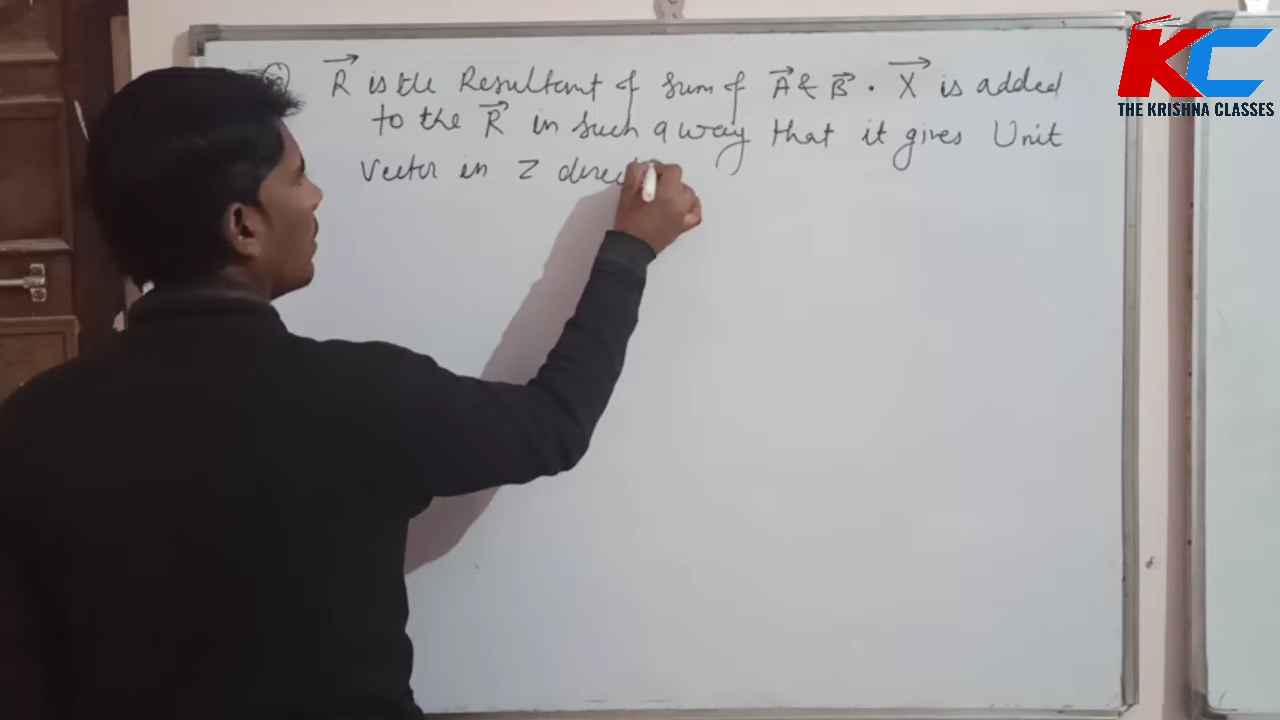 R is the Resultant of sum of A & B . X is added
to the R in such a way that it gives Unit
Vector in Z direc
KC
THE KRISHNA CLASSES